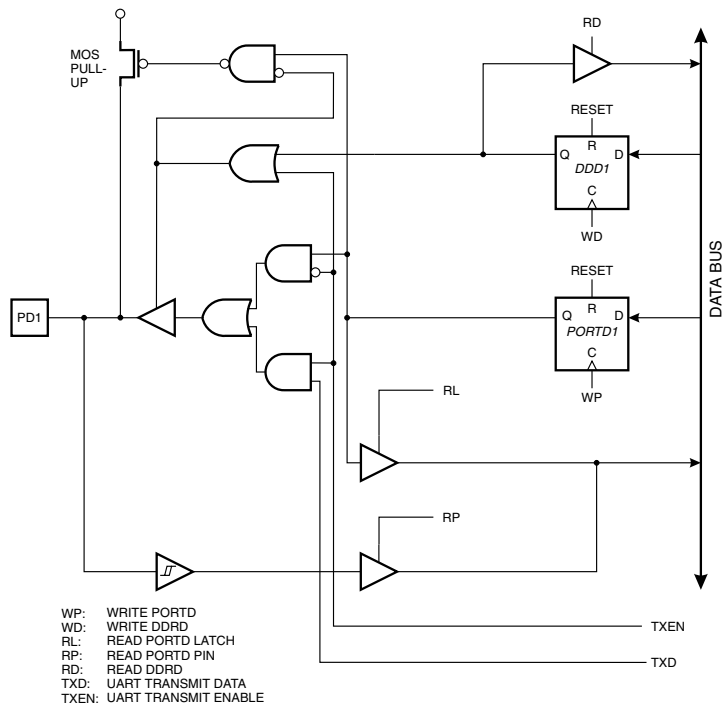 RD
MOS
PULL-
UP
RESET
R
Q
D
DDD1
C
WD
RESET
R
Q
D
PORTD1
C
WP
PD1
DATA BUS
RL
RP
TXEN
TXD
WP: WRITE PORTD
WD: WRITE DDRD
RL: READ PORTD LATCH
RP: READ PORTD PIN
RD: READ DDRD
TXD: UART TRANSMIT DATA
TXEN: UART TRANSMIT ENABLE